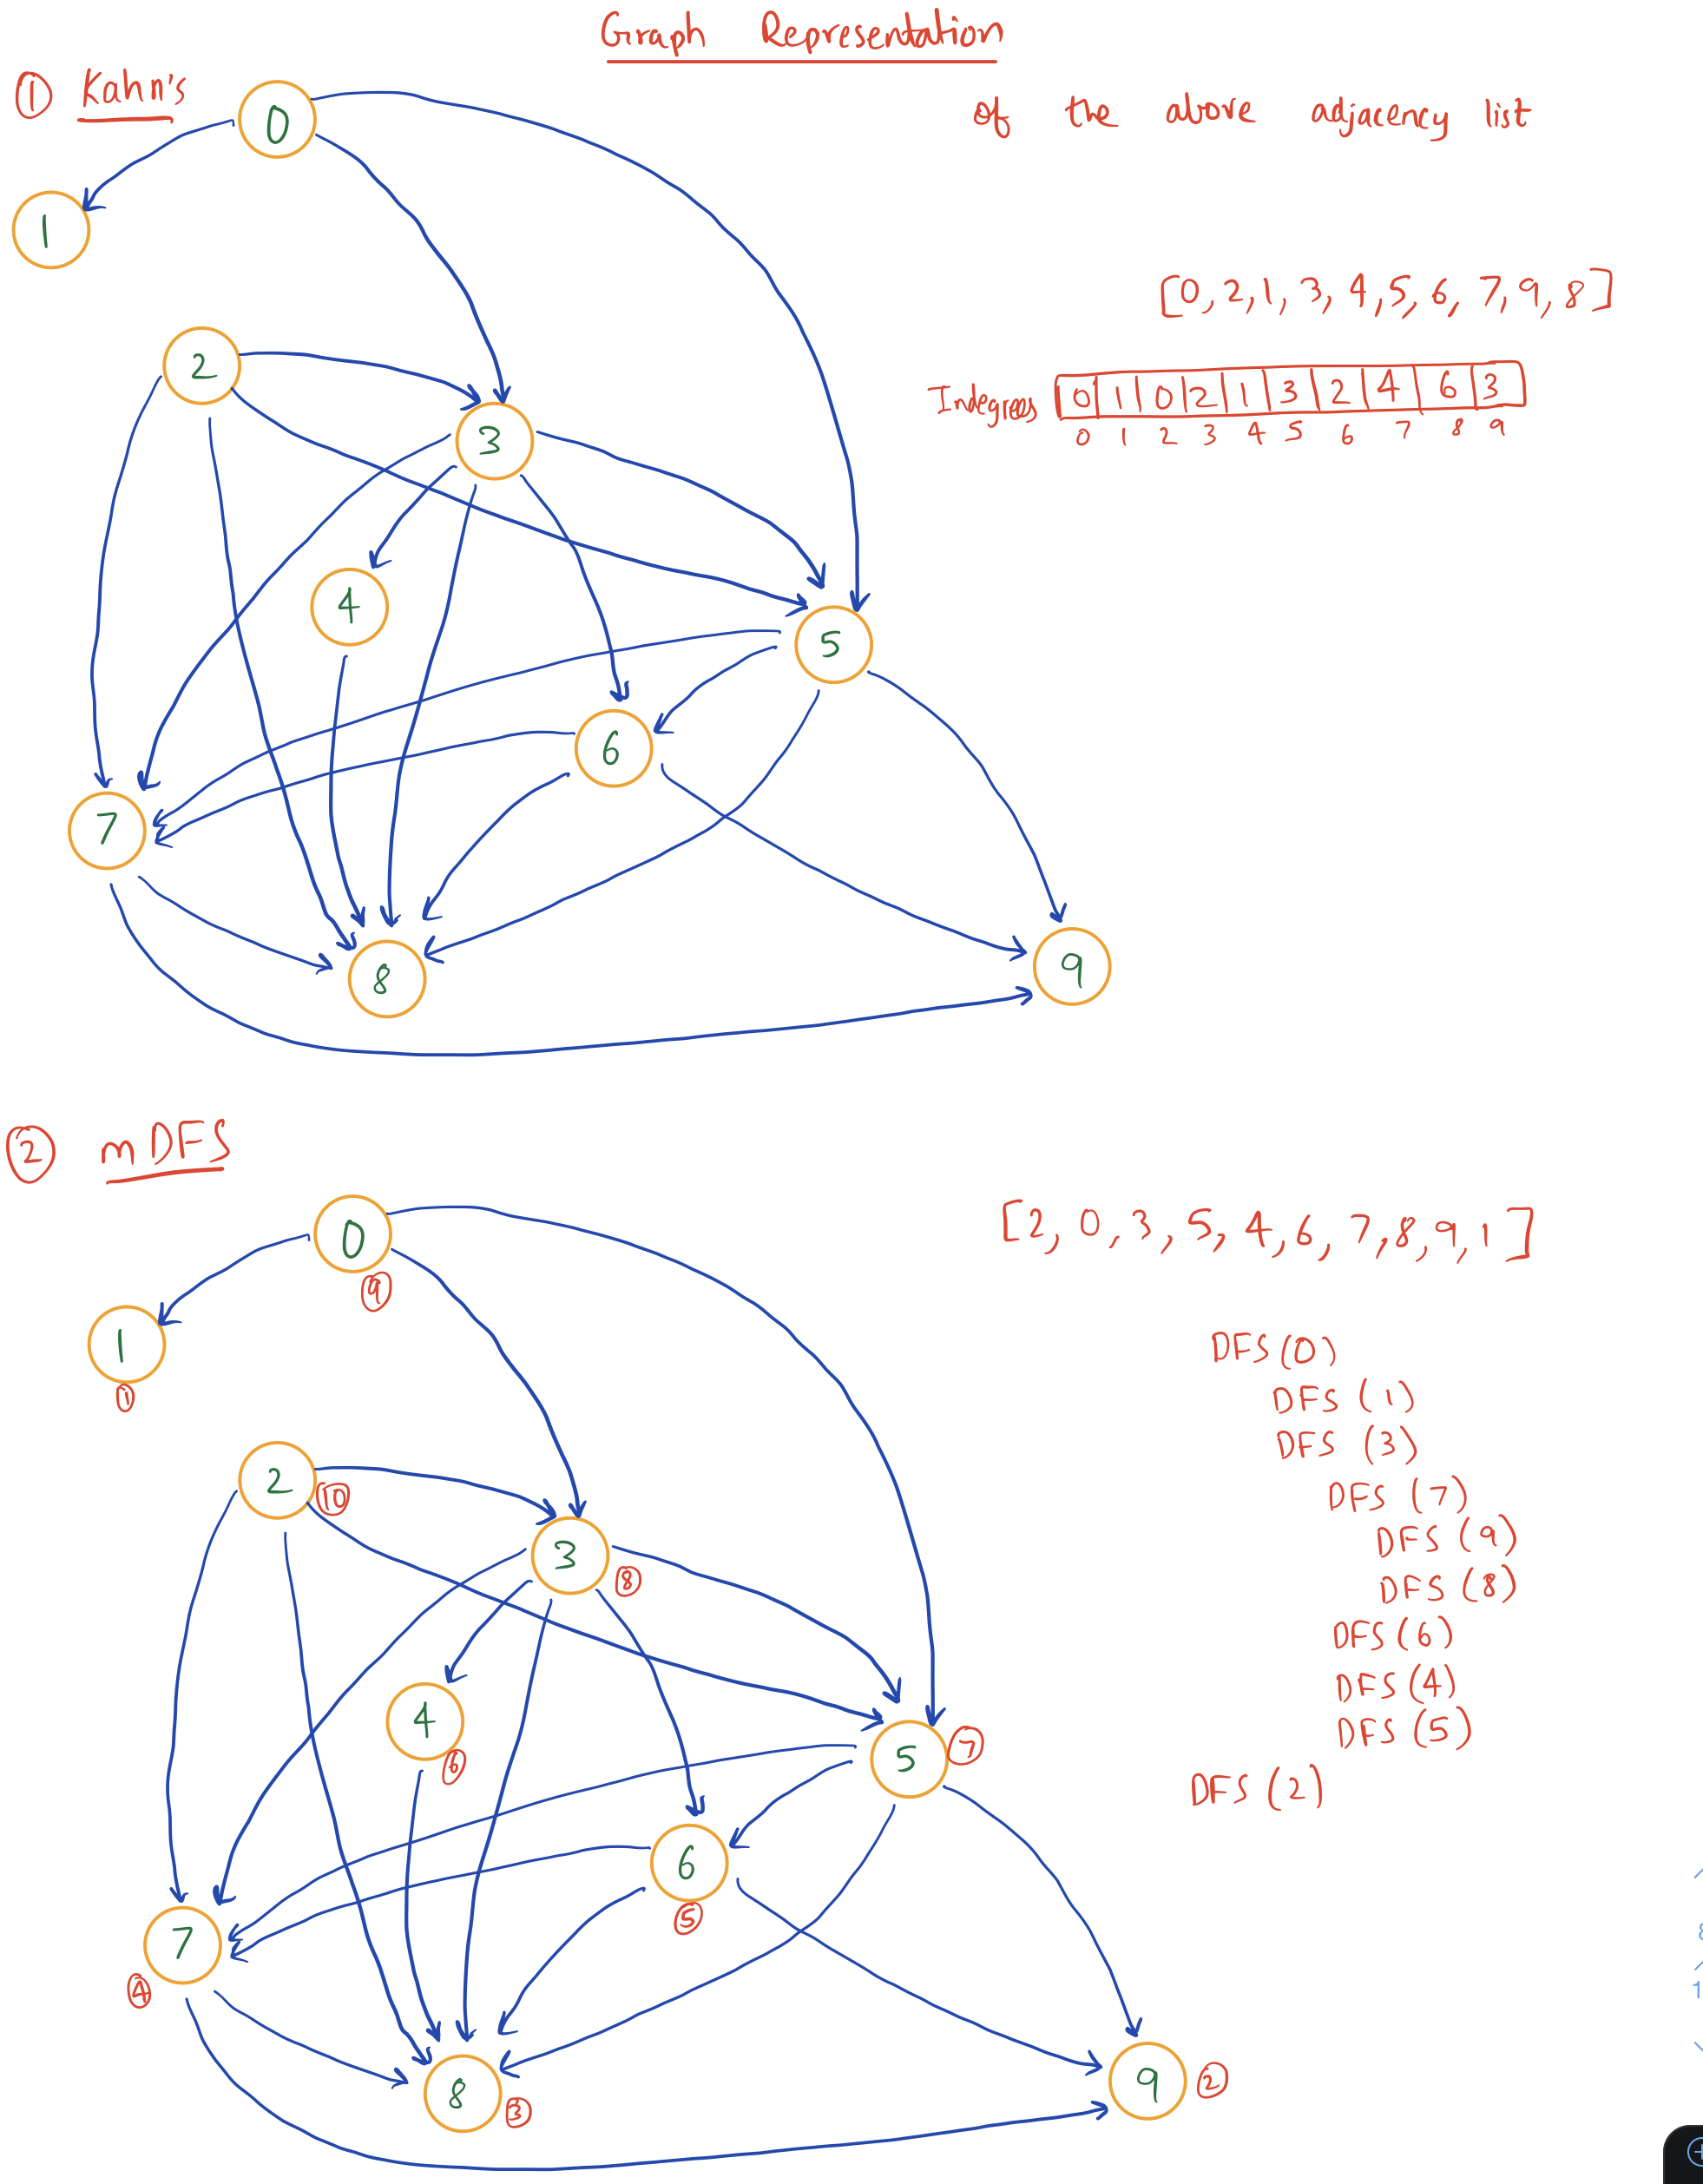 Graph Representation
① Kahn's
of the above adjacency list
0
1
[0, 2, 1, 3, 4, 5, 6, 7, 9, 8]
2
Indegrees 0 1 0 2 1 3 2 4 6 3
0 1 2 3 4 5 6 7 8 9
3
4
5
6
7
8
9
② mDFS
[2, 0, 3, 5, 4, 6, 7, 8, 9, 1]
0
⑨
1
①
DFS (0)
DFS (1)
DFS (3)
DFS (7)
DFS (9)
DFS (8)
DFS (6)
DFS (4)
DFS (5)
DFS (2)
2
⑩
3
⑧
4
⑥
5
⑦
6
⑤
7
④
8
③
9
②